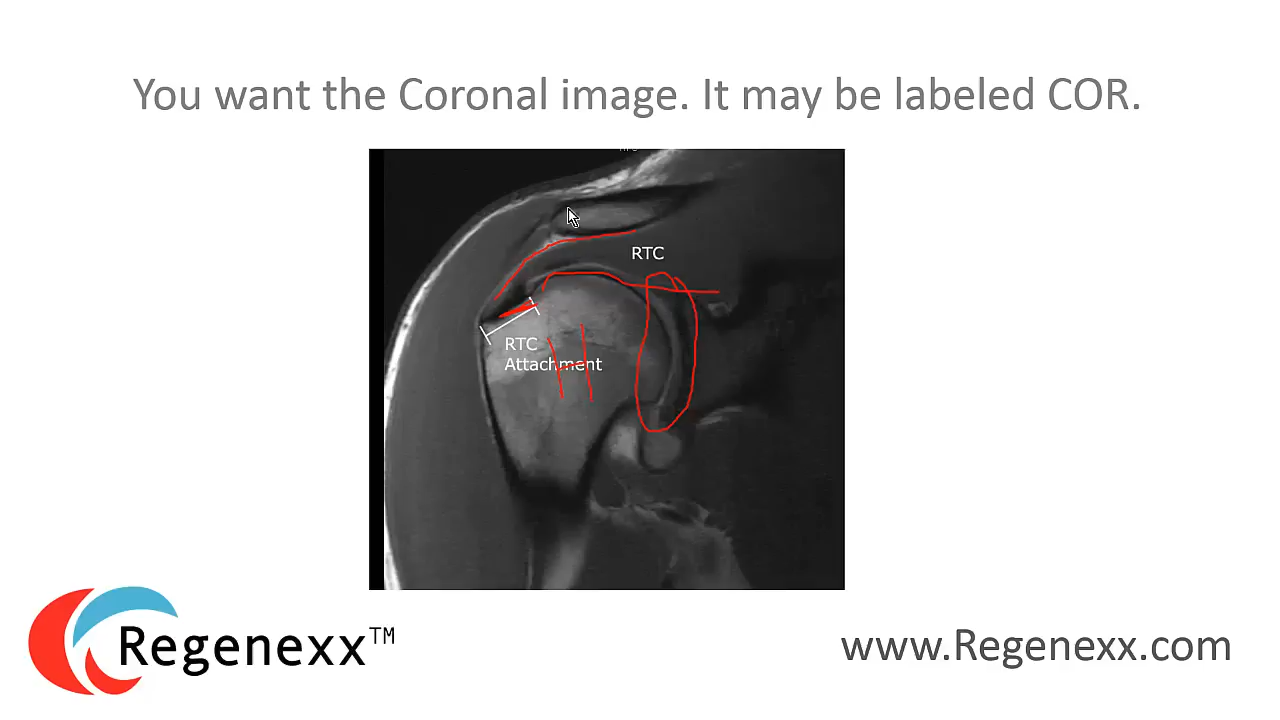 You want the Coronal image. It may be labeled COR.
RTC
RTC
Attachment
H
Regenexx™
www.Regenexx.com